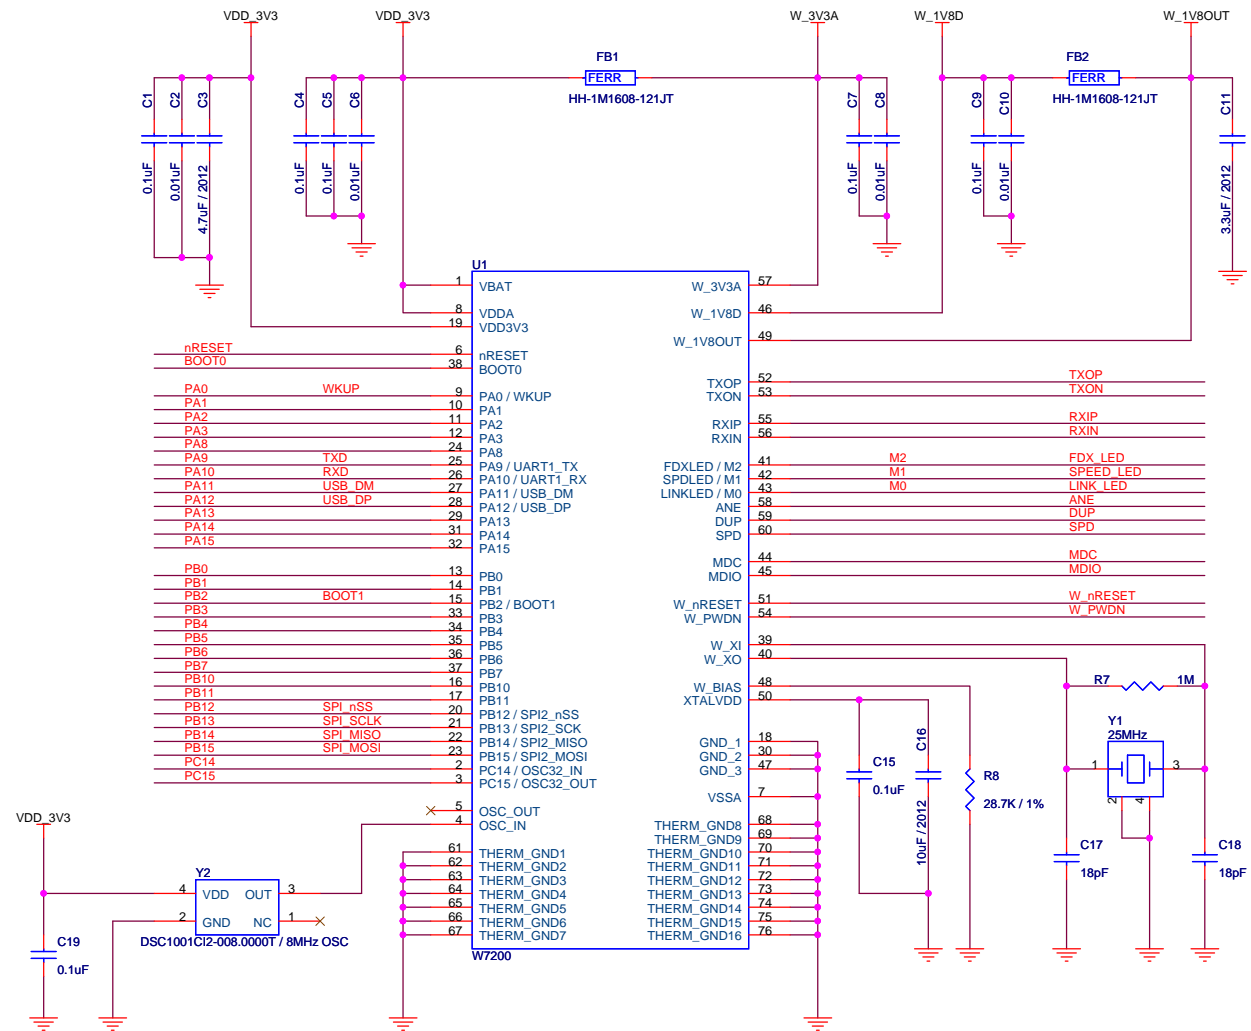 VDD_3V3 VDD_3V3 W_3V3A W_1V8D W_1V8OUT
FB1 FB2
FERR FERR
HH-1M1608-121JT HH-1M1608-121JT
C1 C2 C3 C4 C5 C6 C7 C8 C9 C10 C11
0.1uF 0.01uF 4.7uF / 2012 0.1uF 0.1uF 0.01uF 0.1uF 0.01uF 0.1uF 0.01uF 3.3uF / 2012
U1
1 VBAT
8 VDDA
19 VDD3V3
nRESET 6 nRESET
BOOT0 38 BOOT0
PA0 WKUP 9 PA0 / WKUP
PA1 10 PA1
PA2 11 PA2
PA3 12 PA3
PA8 24 PA8
PA9 TXD 25 PA9 / UART1_TX
PA10 RXD 26 PA10 / UART1_RX
PA11 USB_DM 27 PA11 / USB_DM
PA12 USB_DP 28 PA12 / USB_DP
PA13 29 PA13
PA14 31 PA14
PA15 32 PA15
PB0 13 PB0
PB1 14 PB1
PB2 BOOT1 15 PB2 / BOOT1
PB3 33 PB3
PB4 34 PB4
PB5 35 PB5
PB6 36 PB6
PB7 37 PB7
PB10 16 PB10
PB11 17 PB11
PB12 SPI_nSS 20 PB12 / SPI2_nSS
PB13 SPI_SCLK 21 PB13 / SPI2_SCK
PB14 SPI_MISO 22 PB14 / SPI2_MISO
PB15 SPI_MOSI 23 PB15 / SPI2_MOSI
PC14 2 PC14 / OSC32_IN
PC15 3 PC15 / OSC32_OUT
5 OSC_OUT
4 OSC_IN
61 THERM_GND1
62 THERM_GND2
63 THERM_GND3
64 THERM_GND4
65 THERM_GND5
66 THERM_GND6
67 THERM_GND7
W_3V3A 57
W_1V8D 46
W_1V8OUT 49
TXOP 52 TXOP
TXON 53 TXON
RXIP 55 RXIP
RXIN 56 RXIN
FDXLED / M2 41 M2 FDX_LED
SPDLED / M1 42 M1 SPEED_LED
LINKLED / M0 43 M0 LINK_LED
ANE 58 ANE
DUP 59 DUP
SPD 60 SPD
MDC 44 MDC
MDIO 45 MDIO
W_nRESET 51 W_nRESET
W_PWDN 54 W_PWDN
W_XI 39
W_XO 40
W_BIAS 48
XTALVDD 50
GND_1 18
GND_2 30
GND_3 47
VSSA 7
THERM_GND8 68
THERM_GND9 69
THERM_GND10 70
THERM_GND11 71
THERM_GND12 72
THERM_GND13 73
THERM_GND14 74
THERM_GND15 75
THERM_GND16 76
W7200
R7 1M
Y1
25MHz
1 3
2 4
C15
0.1uF
C16
10uF / 2012
R8
28.7K / 1%
C17
18pF
C18
18pF
VDD_3V3
Y2
4 VDD OUT 3
2 GND NC 1
DSC1001CI2-008.0000T / 8MHz OSC
C19
0.1uF